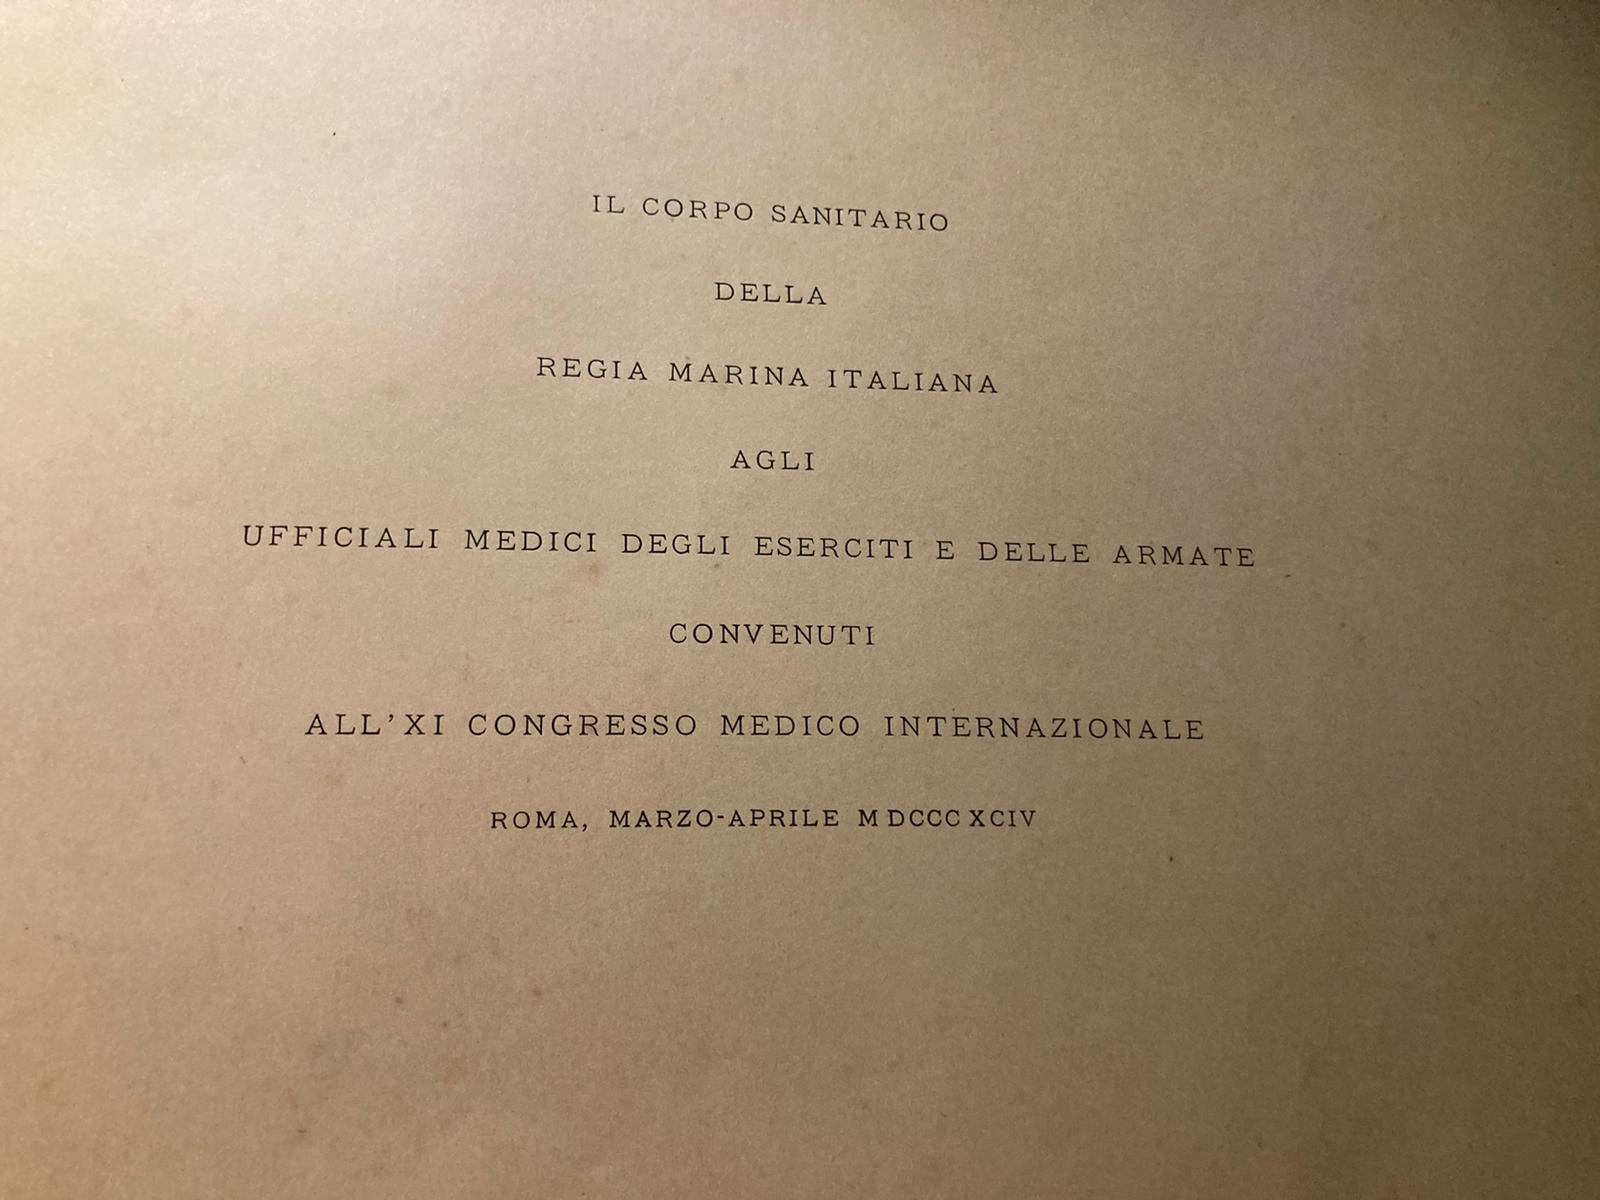 IL CORPO SANITARIO
DELLA
REGIA MARINA ITALIANA
AGLI
UFFICIALI MEDICI DEGLI ESERCITI E DELLE ARMATE
CONVENUTI
ALL'XI CONGRESSO MEDICO INTERNAZIONALE
ROMA, MARZO-APRILE MDCCCXCIV